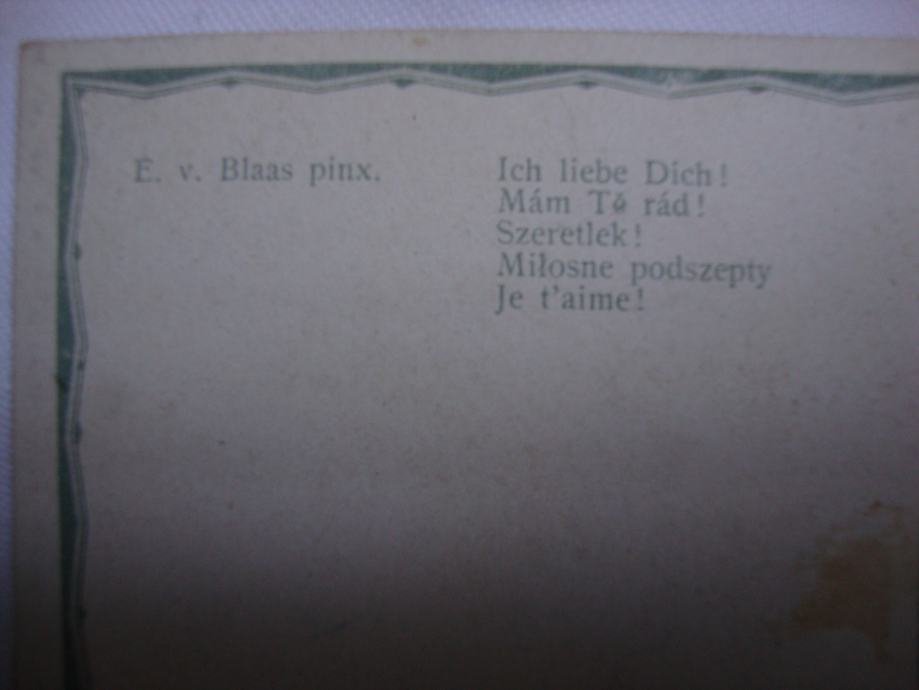 E. v. Blaas pinx.
Ich liebe Dich!
Mám Tě rád!
Szeretlek!
Miłosne podszepty
Je t'aime!